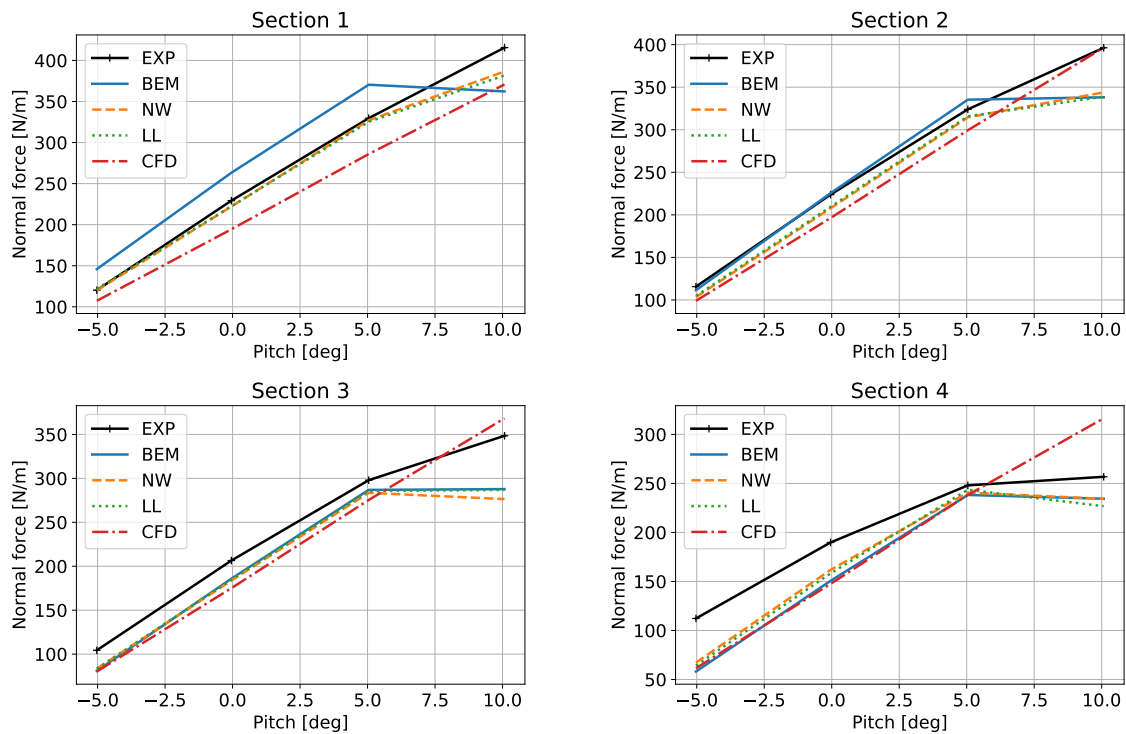 Section 1
Normal force [N/m]
400
350
300
250
200
150
100
EXP
BEM
NW
LL
CFD
−5.0 −2.5 0.0 2.5 5.0 7.5 10.0
Pitch [deg]
Section 2
Normal force [N/m]
400
350
300
250
200
150
100
EXP
BEM
NW
LL
CFD
−5.0 −2.5 0.0 2.5 5.0 7.5 10.0
Pitch [deg]
Section 3
Normal force [N/m]
350
300
250
200
150
100
EXP
BEM
NW
LL
CFD
−5.0 −2.5 0.0 2.5 5.0 7.5 10.0
Pitch [deg]
Section 4
Normal force [N/m]
300
250
200
150
100
50
EXP
BEM
NW
LL
CFD
−5.0 −2.5 0.0 2.5 5.0 7.5 10.0
Pitch [deg]